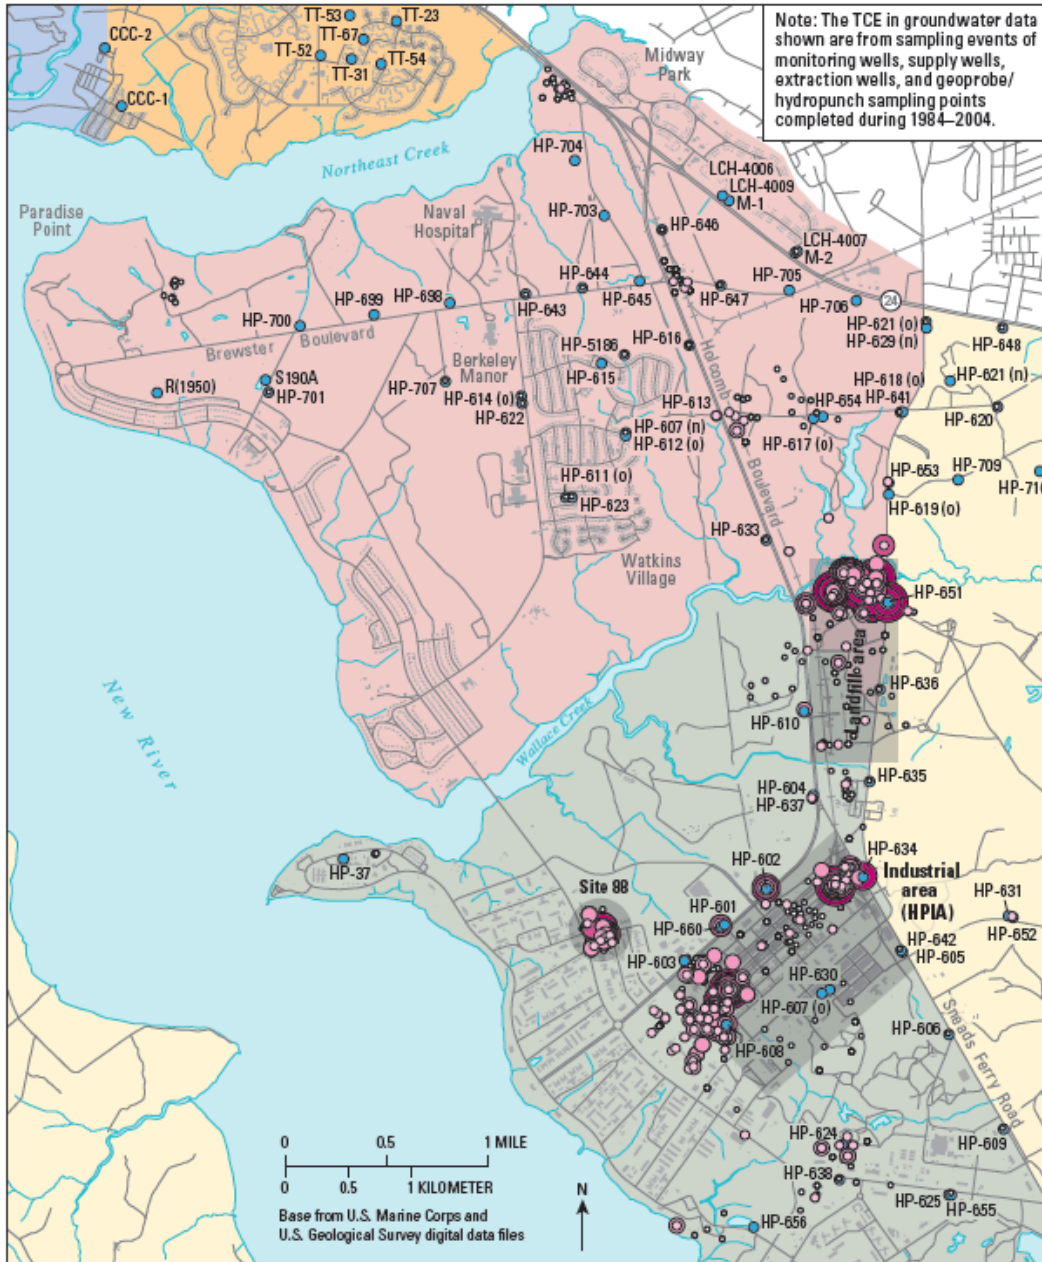 Note: The TCE in groundwater data
shown are from sampling events of
monitoring wells, supply wells,
extraction wells, and geoprobe/
hydropunch sampling points
completed during 1984–2004.
CCC-2
CCC-1
TT-53
TT-23
TT-67
TT-52
TT-31
TT-54
Midway
Park
Northeast Creek
HP-704
LCH-4006
LCH-4009
M-1
Paradise
Point
Naval
Hospital
HP-703
HP-646
LCH-4007
M-2
HP-644
HP-705
HP-699
HP-698
HP-645
HP-647
HP-643
HP-706
24
HP-700
Brewster
Boulevard
HP-621 (o)
HP-629 (n)
HP-648
HP-5186
HP-616
Holcomb
Berkeley
Manor
S190A
R(1950)
HP-701
HP-707
HP-615
HP-614 (o)
HP-622
HP-613
HP-654
HP-618 (o)
HP-641
HP-621 (n)
HP-620
HP-607 (n)
HP-612 (o)
HP-617 (o)
HP-611 (o)
HP-623
Boulevard
HP-653
HP-709
HP-710
HP-619 (o)
HP-633
Watkins
Village
HP-651
Landfill area
HP-636
HP-610
Wallace Creek
New
River
HP-635
HP-604
HP-637
HP-634
HP-602
Industrial
area
(HPIA)
HP-37
Site 88
HP-601
HP-660
HP-631
HP-652
HP-642
HP-605
HP-603
HP-630
HP-607 (o)
HP-606
HP-608
Sneads Ferry Road
HP-624
HP-609
HP-638
HP-625
HP-655
HP-656
0 0.5 1 MILE
0 0.5 1 KILOMETER
N
Base from U.S. Marine Corps and
U.S. Geological Survey digital data files